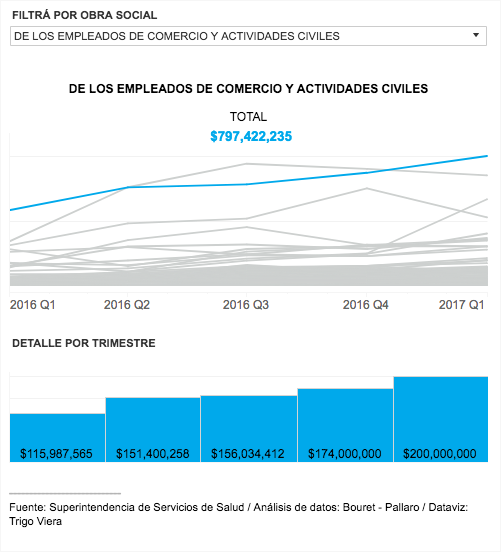 FILTRÁ POR OBRA SOCIAL
DE LOS EMPLEADOS DE COMERCIO Y ACTIVIDADES CIVILES
DE LOS EMPLEADOS DE COMERCIO Y ACTIVIDADES CIVILES
TOTAL
$797,422,235
2016 Q1 2016 Q2 2016 Q3 2016 Q4 2017 Q1
DETALLE POR TRIMESTRE
$115,987,565 $151,400,258 $156,034,412 $174,000,000 $200,000,000
Fuente: Superintendencia de Servicios de Salud / Análisis de datos: Bouret - Pallaro / Dataviz:
Trigo Viera